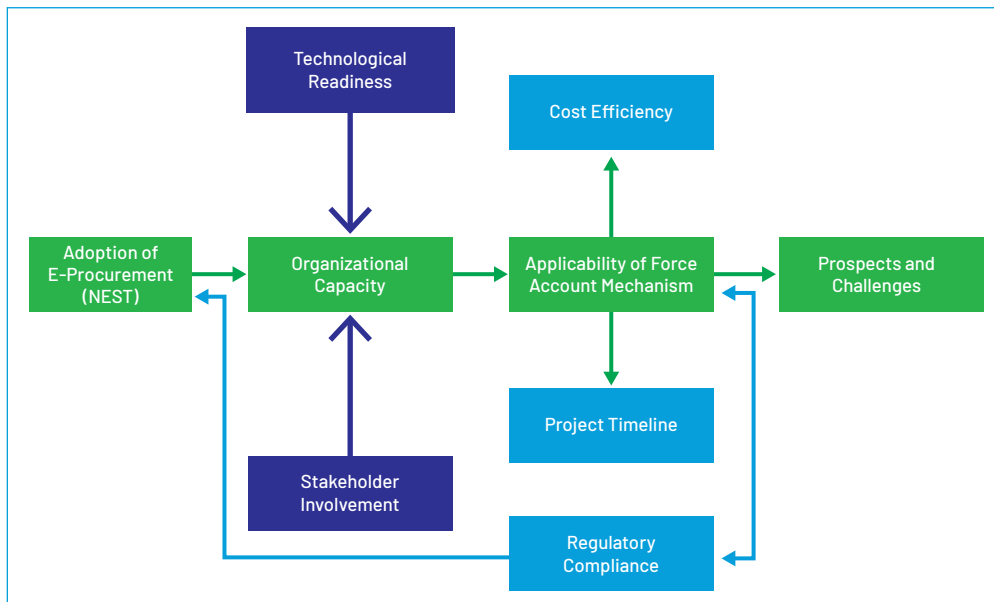 Technological
Readiness
Cost Efficiency
Adoption of
E-Procurement
(NEST)
Organizational
Capacity
Applicability of Force
Account Mechanism
Prospects and
Challenges
Project Timeline
Stakeholder
Involvement
Regulatory
Compliance